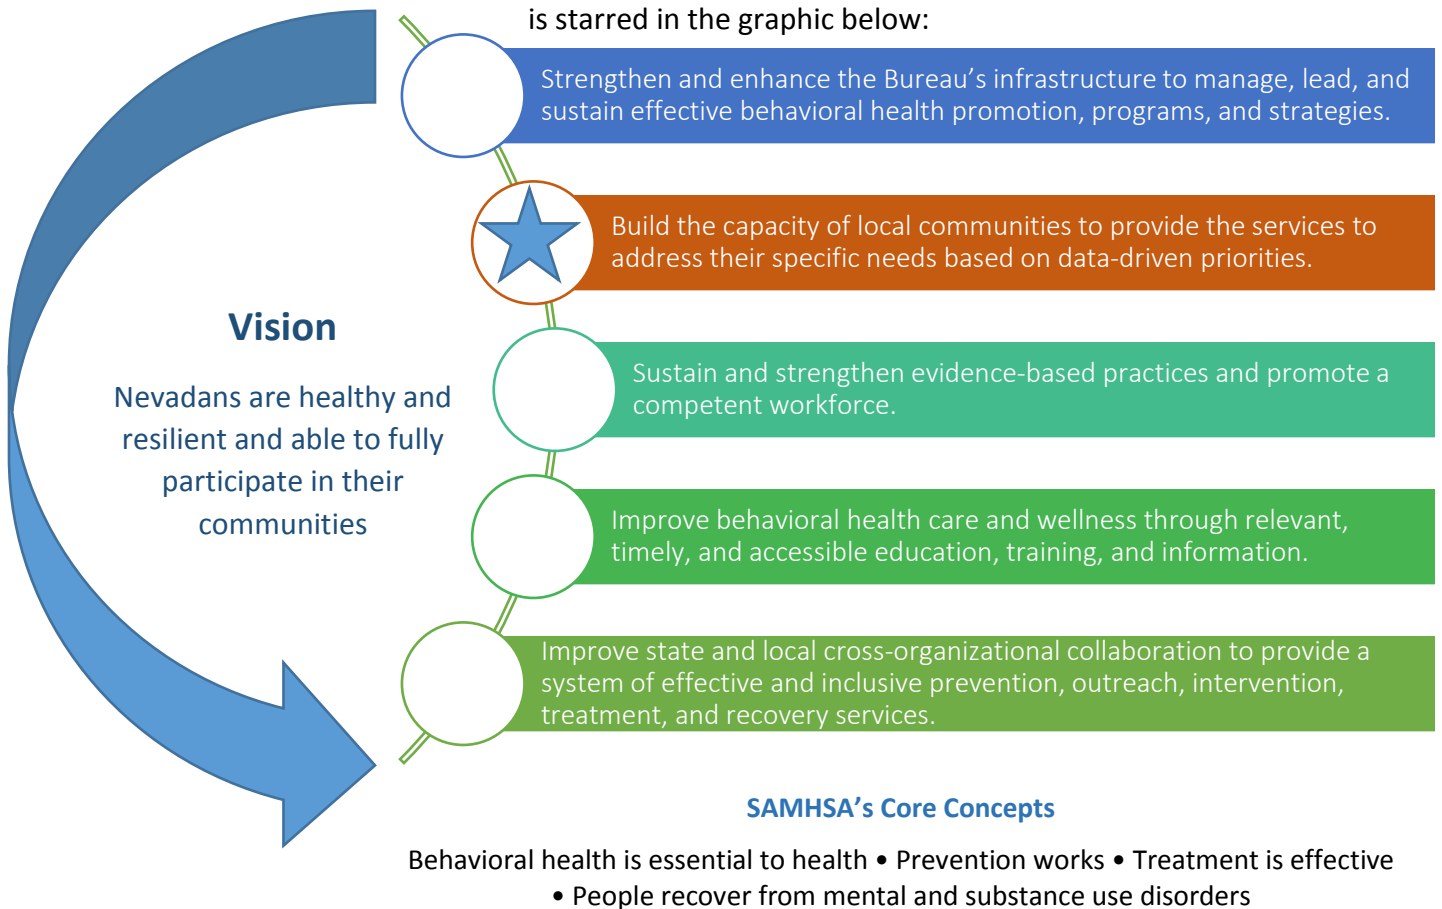 is starred in the graphic below:
Strengthen and enhance the Bureau’s infrastructure to manage, lead, and
sustain effective behavioral health promotion, programs, and strategies.
Build the capacity of local communities to provide the services to
address their specific needs based on data-driven priorities.
Vision
Nevadans are healthy and
resilient and able to fully
participate in their
communities
Sustain and strengthen evidence-based practices and promote a
competent workforce.
Improve behavioral health care and wellness through relevant,
timely, and accessible education, training, and information.
Improve state and local cross-organizational collaboration to provide a
system of effective and inclusive prevention, outreach, intervention,
treatment, and recovery services.
SAMHSA’s Core Concepts
Behavioral health is essential to health • Prevention works • Treatment is effective
• People recover from mental and substance use disorders